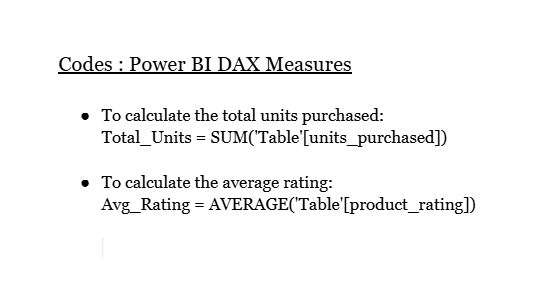 Codes : Power BI DAX Measures
● To calculate the total units purchased:
Total_Units = SUM('Table'[units_purchased])
● To calculate the average rating:
Avg_Rating = AVERAGE('Table'[product_rating])